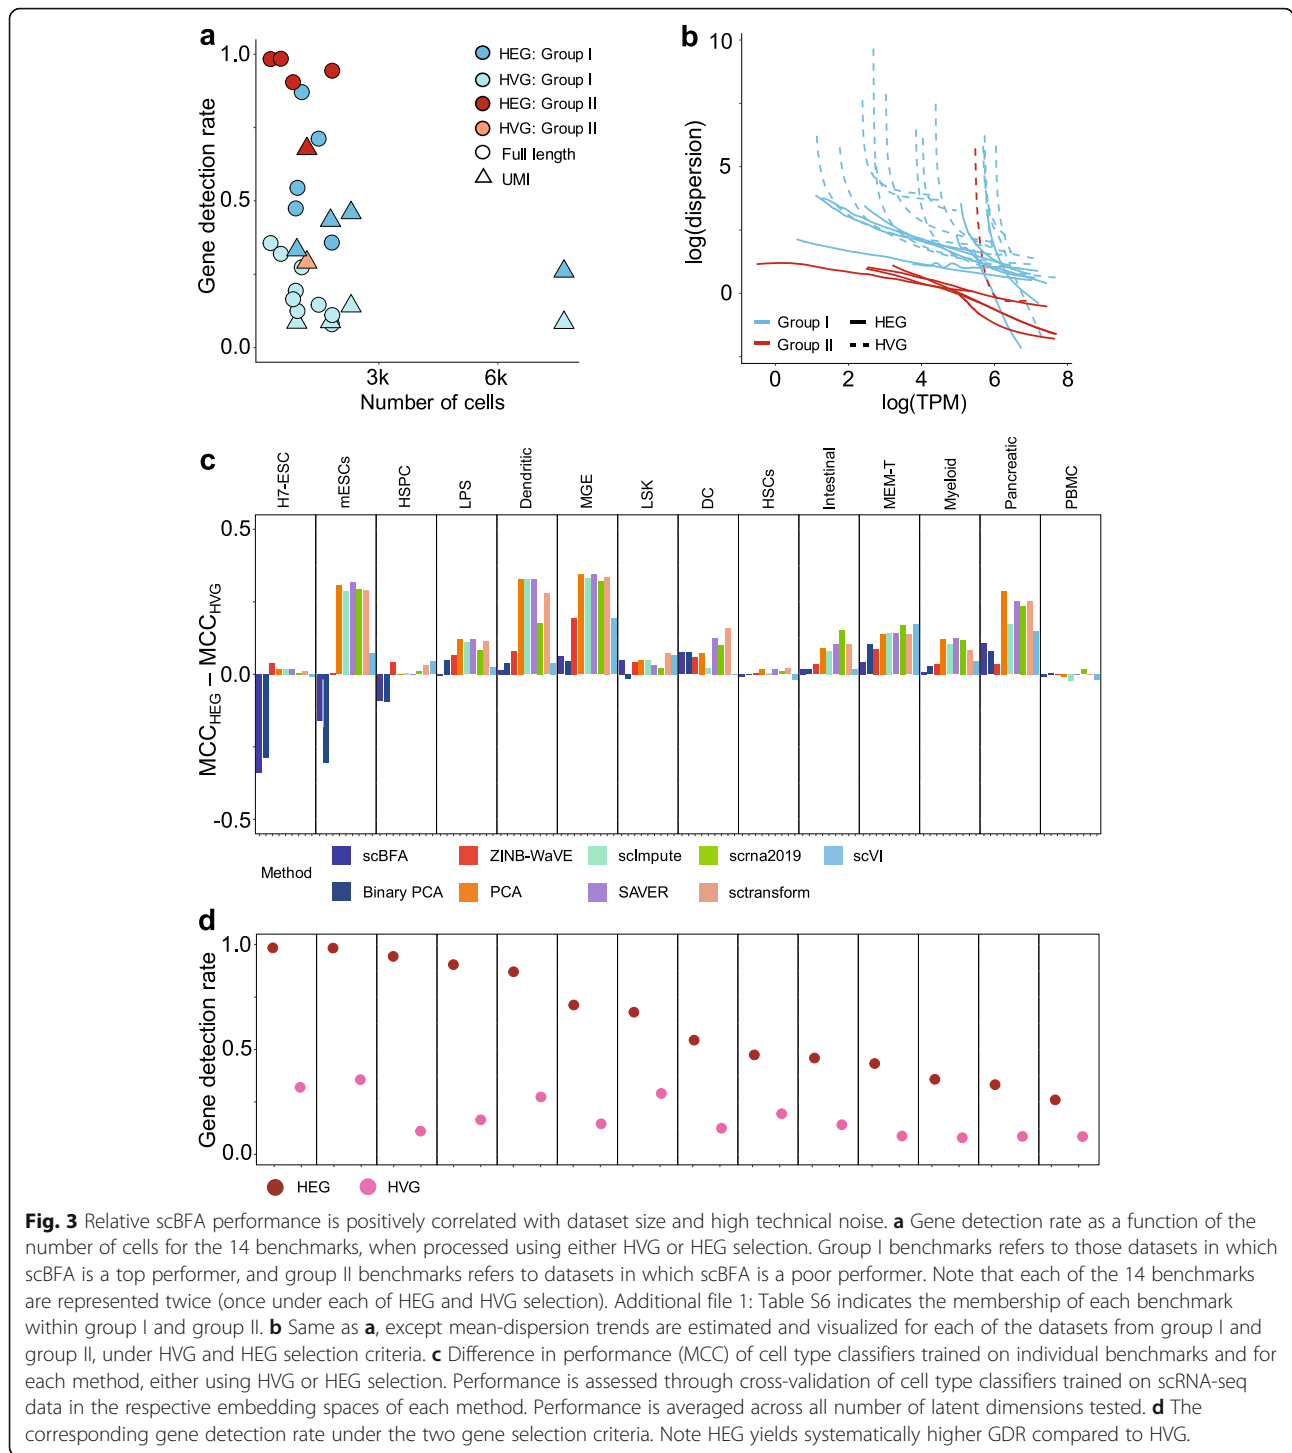 a
1.0
0.5
0.0
Gene detection rate
3k
6k
Number of cells
HEG: Group I
HVG: Group I
HEG: Group II
HVG: Group II
Full length
UMI
b
10
5
0
log(dispersion)
Group I
Group II
HEG
HVG
0
2
4
6
8
log(TPM)
c
H7-ESC
mESCs
HSPC
LPS
Dendritic
MGE
LSK
DC
HSCs
Intestinal
MEM-T
Myeloid
Pancreatic
PBMC
0.5
0.0
-0.5
MCCHEG – MCCHVG
Method
scBFA
ZINB-WaVE
scImpute
scrna2019
scVI
Binary PCA
PCA
SAVER
sctransform
d
1.0
0.5
0.0
Gene detection rate
HEG
HVG
Fig. 3 Relative scBFA performance is positively correlated with dataset size and high technical noise. a Gene detection rate as a function of the
number of cells for the 14 benchmarks, when processed using either HVG or HEG selection. Group I benchmarks refers to those datasets in which
scBFA is a top performer, and group II benchmarks refers to datasets in which scBFA is a poor performer. Note that each of the 14 benchmarks
are represented twice (once under each of HEG and HVG selection). Additional file 1: Table S6 indicates the membership of each benchmark
within group I and group II. b Same as a, except mean-dispersion trends are estimated and visualized for each of the datasets from group I and
group II, under HVG and HEG selection criteria. c Difference in performance (MCC) of cell type classifiers trained on individual benchmarks and for
each method, either using HVG or HEG selection. Performance is assessed through cross-validation of cell type classifiers trained on scRNA-seq
data in the respective embedding spaces of each method. Performance is averaged across all number of latent dimensions tested. d The
corresponding gene detection rate under the two gene selection criteria. Note HEG yields systematically higher GDR compared to HVG.